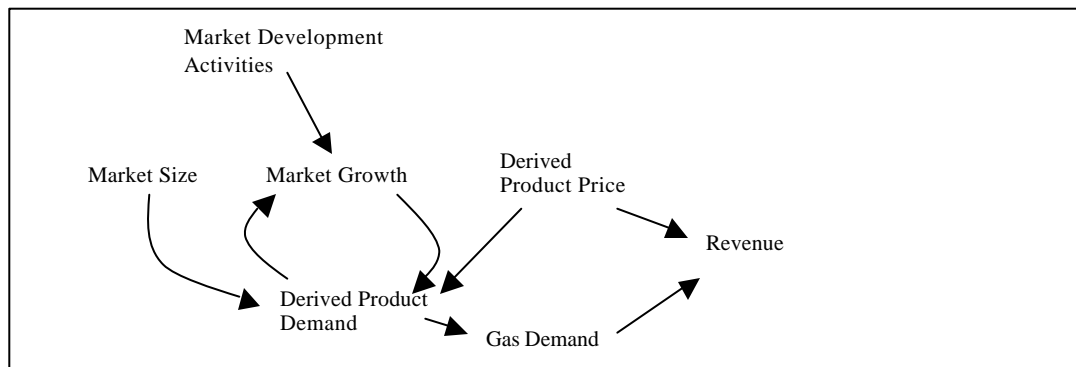 Market Development
Activities
Market Size
Market Growth
Derived
Product Price
Revenue
Derived Product
Demand
Gas Demand